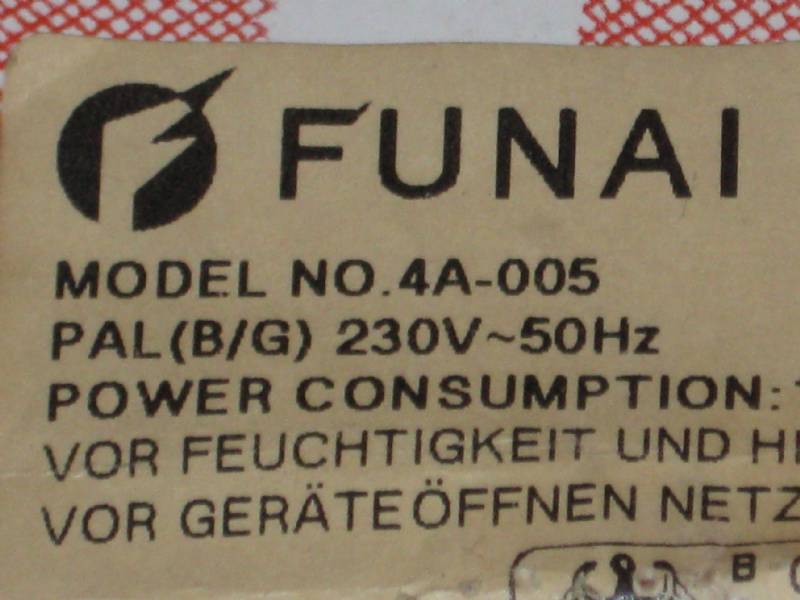 FUNAI
MODEL NO.4A-005
PAL(B/G) 230V~50Hz
POWER CONSUMPTION:
VOR FEUCHTIGKEIT UND
VOR GERÄTEÖFFNEN
B